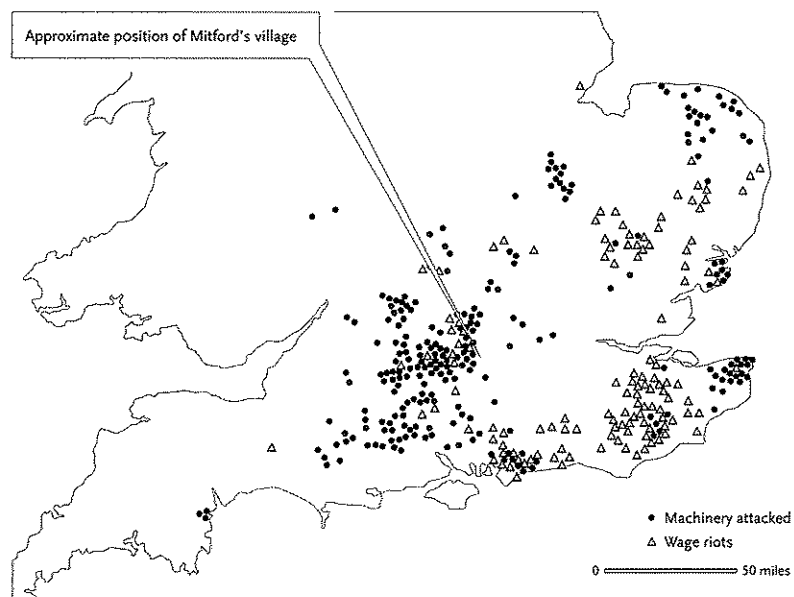 Approximate position of Mitford's village
Machinery attacked
Wage riots
0 50 miles